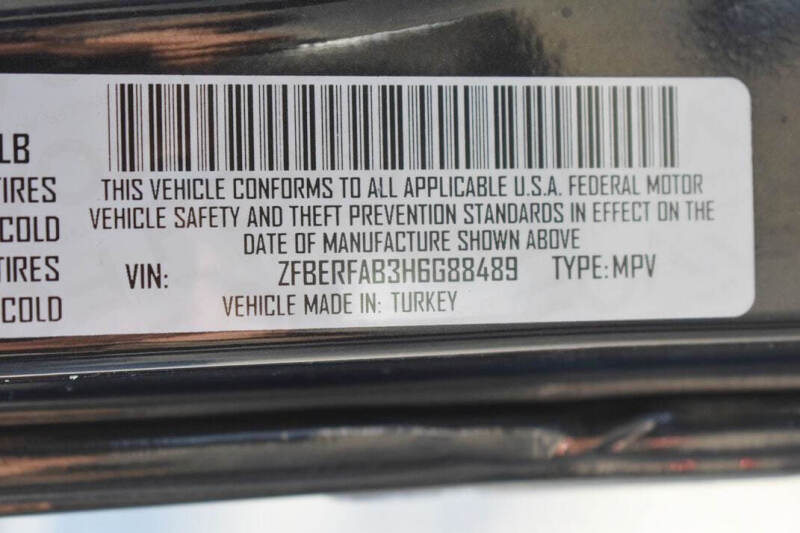 LB
TIRES
COLD
TIRES
COLD
THIS VEHICLE CONFORMS TO ALL APPLICABLE U.S.A. FEDERAL MOTOR
VEHICLE SAFETY AND THEFT PREVENTION STANDARDS IN EFFECT ON THE
DATE OF MANUFACTURE SHOWN ABOVE
VIN: ZFBERFAB3H6G88489 TYPE: MPV
VEHICLE MADE IN: TURKEY